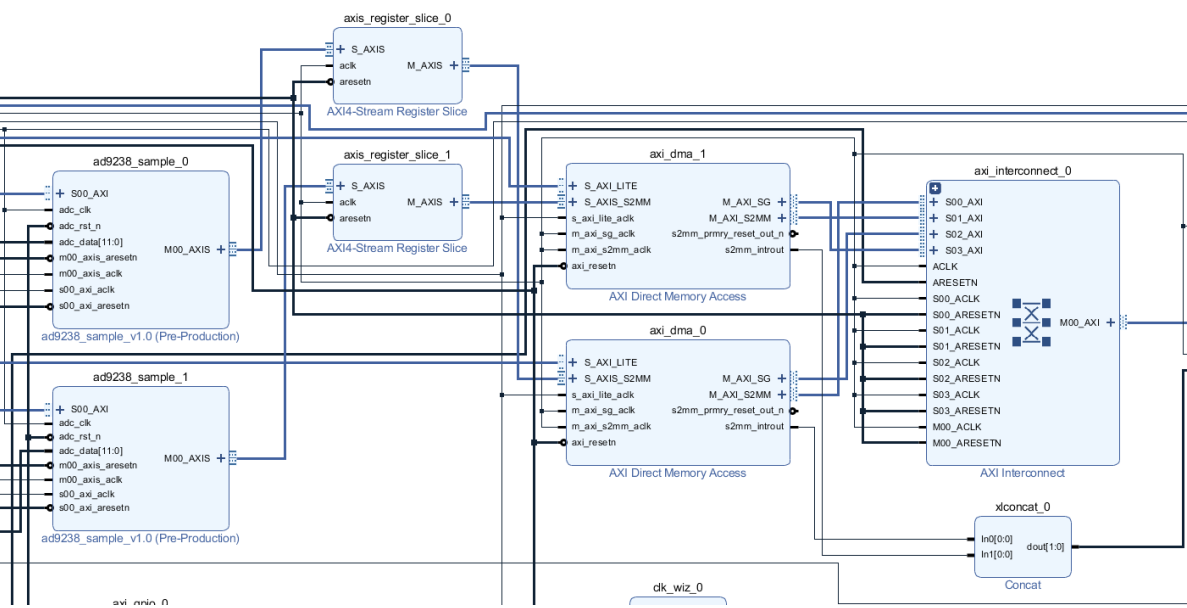 axis_register_slice_0
S_AXIS
aclk
aresetn
M_AXIS
AXI4-Stream Register Slice
axis_register_slice_1
S_AXIS
aclk
aresetn
M_AXIS
AXI4-Stream Register Slice
ad9238_sample_0
S00_AXI
adc_clk
adc_rst_n
adc_data[11:0]
m00_axis_aresetn
m00_axis_aclk
s00_axi_aclk
s00_axi_aresetn
M00_AXIS
ad9238_sample_v1.0 (Pre-Production)
ad9238_sample_1
S00_AXI
adc_clk
adc_rst_n
adc_data[11:0]
m00_axis_aresetn
m00_axis_aclk
s00_axi_aclk
s00_axi_aresetn
M00_AXIS
ad9238_sample_v1.0 (Pre-Production)
axi_gpio_0
axi_dma_1
S_AXI_LITE
S_AXIS_S2MM
s_axi_lite_aclk
m_axi_sg_aclk
m_axi_s2mm_aclk
axi_resetn
M_AXI_SG
M_AXI_S2MM
s2mm_prmry_reset_out_n
s2mm_introut
AXI Direct Memory Access
axi_dma_0
S_AXI_LITE
S_AXIS_S2MM
s_axi_lite_aclk
m_axi_sg_aclk
m_axi_s2mm_aclk
axi_resetn
M_AXI_SG
M_AXI_S2MM
s2mm_prmry_reset_out_n
s2mm_introut
AXI Direct Memory Access
clk_wiz_0
axi_interconnect_0
S00_AXI
S01_AXI
S02_AXI
S03_AXI
ACLK
ARESETN
S00_ACLK
S00_ARESETN
S01_ACLK
S01_ARESETN
S02_ACLK
S02_ARESETN
S03_ACLK
S03_ARESETN
M00_ACLK
M00_ARESETN
M00_AXI
AXI Interconnect
xlconcat_0
In0[0:0]
In1[0:0]
dout[1:0]
Concat